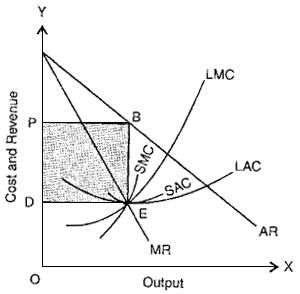 Y
LMC
P
B
Cost and Revenue
SMC
SAC
LAC
D
E
MR
AR
O
X
Output